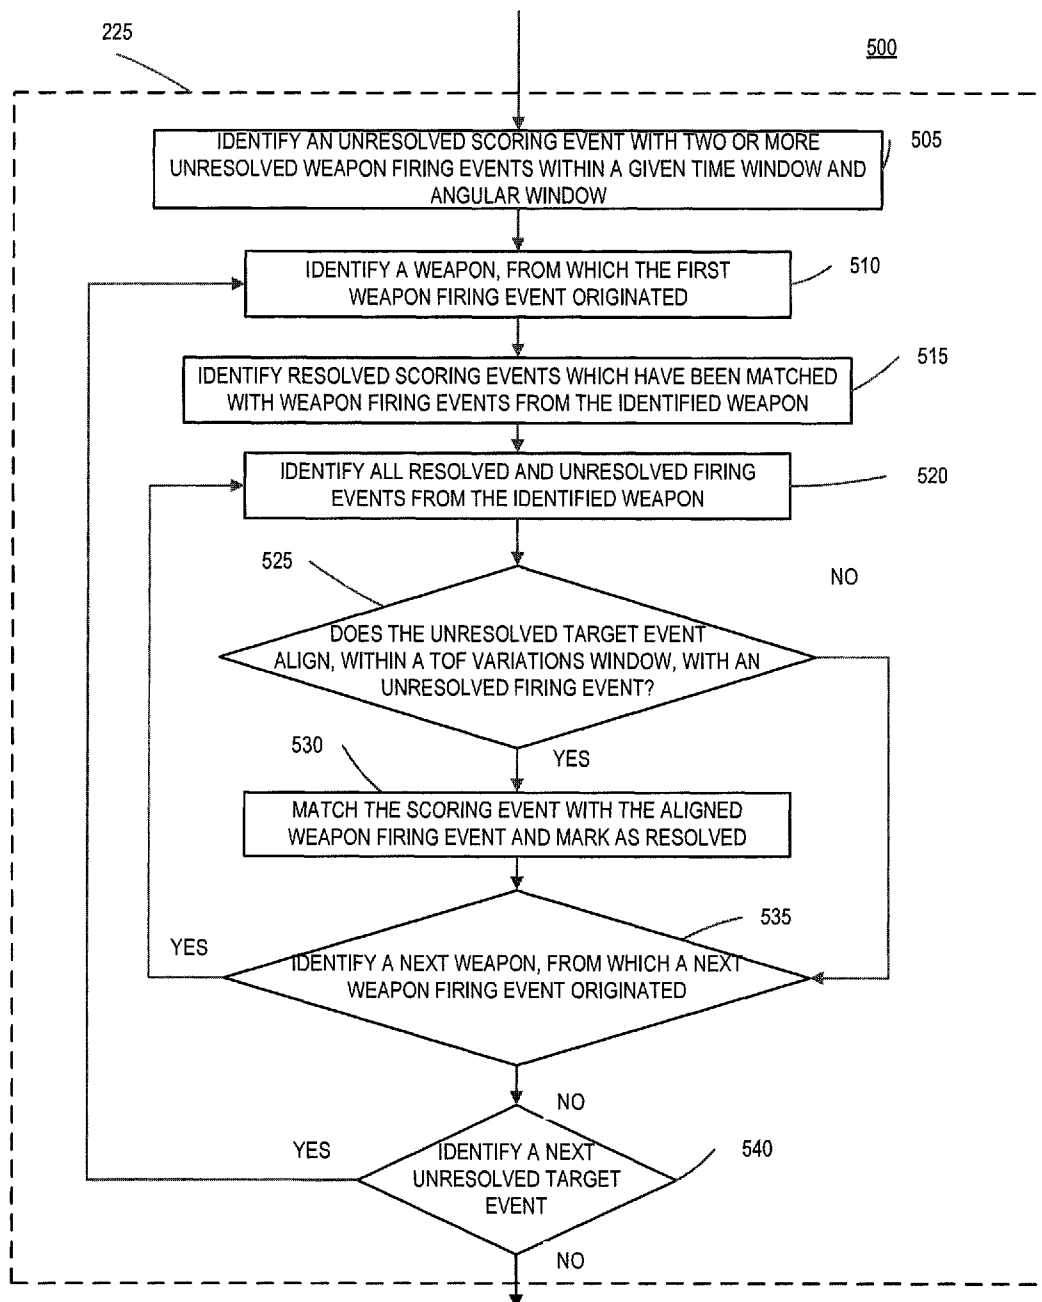 225
500
IDENTIFY AN UNRESOLVED SCORING EVENT WITH TWO OR MORE
UNRESOLVED WEAPON FIRING EVENTS WITHIN A GIVEN TIME WINDOW AND
ANGULAR WINDOW
505
IDENTIFY A WEAPON, FROM WHICH THE FIRST
WEAPON FIRING EVENT ORIGINATED
510
IDENTIFY RESOLVED SCORING EVENTS WHICH HAVE BEEN MATCHED
WITH WEAPON FIRING EVENTS FROM THE IDENTIFIED WEAPON
515
IDENTIFY ALL RESOLVED AND UNRESOLVED FIRING
EVENTS FROM THE IDENTIFIED WEAPON
520
525
NO
DOES THE UNRESOLVED TARGET EVENT
ALIGN, WITHIN A TOF VARIATIONS WINDOW, WITH AN
UNRESOLVED FIRING EVENT?
530
YES
MATCH THE SCORING EVENT WITH THE ALIGNED
WEAPON FIRING EVENT AND MARK AS RESOLVED
535
YES
IDENTIFY A NEXT WEAPON, FROM WHICH A NEXT
WEAPON FIRING EVENT ORIGINATED
NO
YES
IDENTIFY A NEXT
UNRESOLVED TARGET
EVENT
540
NO